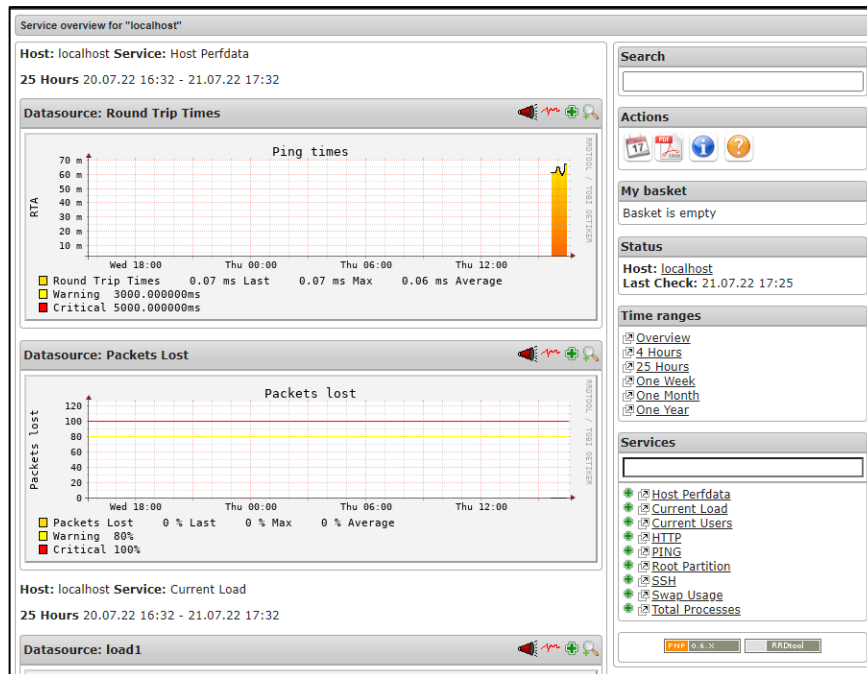 Service overview for "localhost"
Host: localhost Service: Host Perfdata
25 Hours 20.07.22 16:32 - 21.07.22 17:32
Datasource: Round Trip Times
Ping times
RRDTOOL / TOBI OETIKER
RTA
70 m
60 m
50 m
40 m
30 m
20 m
10 m
Wed 18:00 Thu 00:00 Thu 06:00 Thu 12:00
Round Trip Times 0.07 ms Last 0.07 ms Max 0.06 ms Average
Warning 3000.000000ms
Critical 5000.000000ms
Datasource: Packets Lost
Packets lost
RRDTOOL / TOBI OETIKER
Packets lost
120
100
80
60
40
20
0
Wed 18:00 Thu 00:00 Thu 06:00 Thu 12:00
Packets Lost 0 % Last 0 % Max 0 % Average
Warning 80%
Critical 100%
Host: localhost Service: Current Load
25 Hours 20.07.22 16:32 - 21.07.22 17:32
Datasource: load1
Search
Actions
17
PDF
Adobe
My basket
Basket is empty
Status
Host: localhost
Last Check: 21.07.22 17:25
Time ranges
Overview
4 Hours
25 Hours
One Week
One Month
One Year
Services
Host Perfdata
Current Load
Current Users
HTTP
PING
Root Partition
SSH
Swap Usage
Total Processes
PNP 0.6.X RRDtool